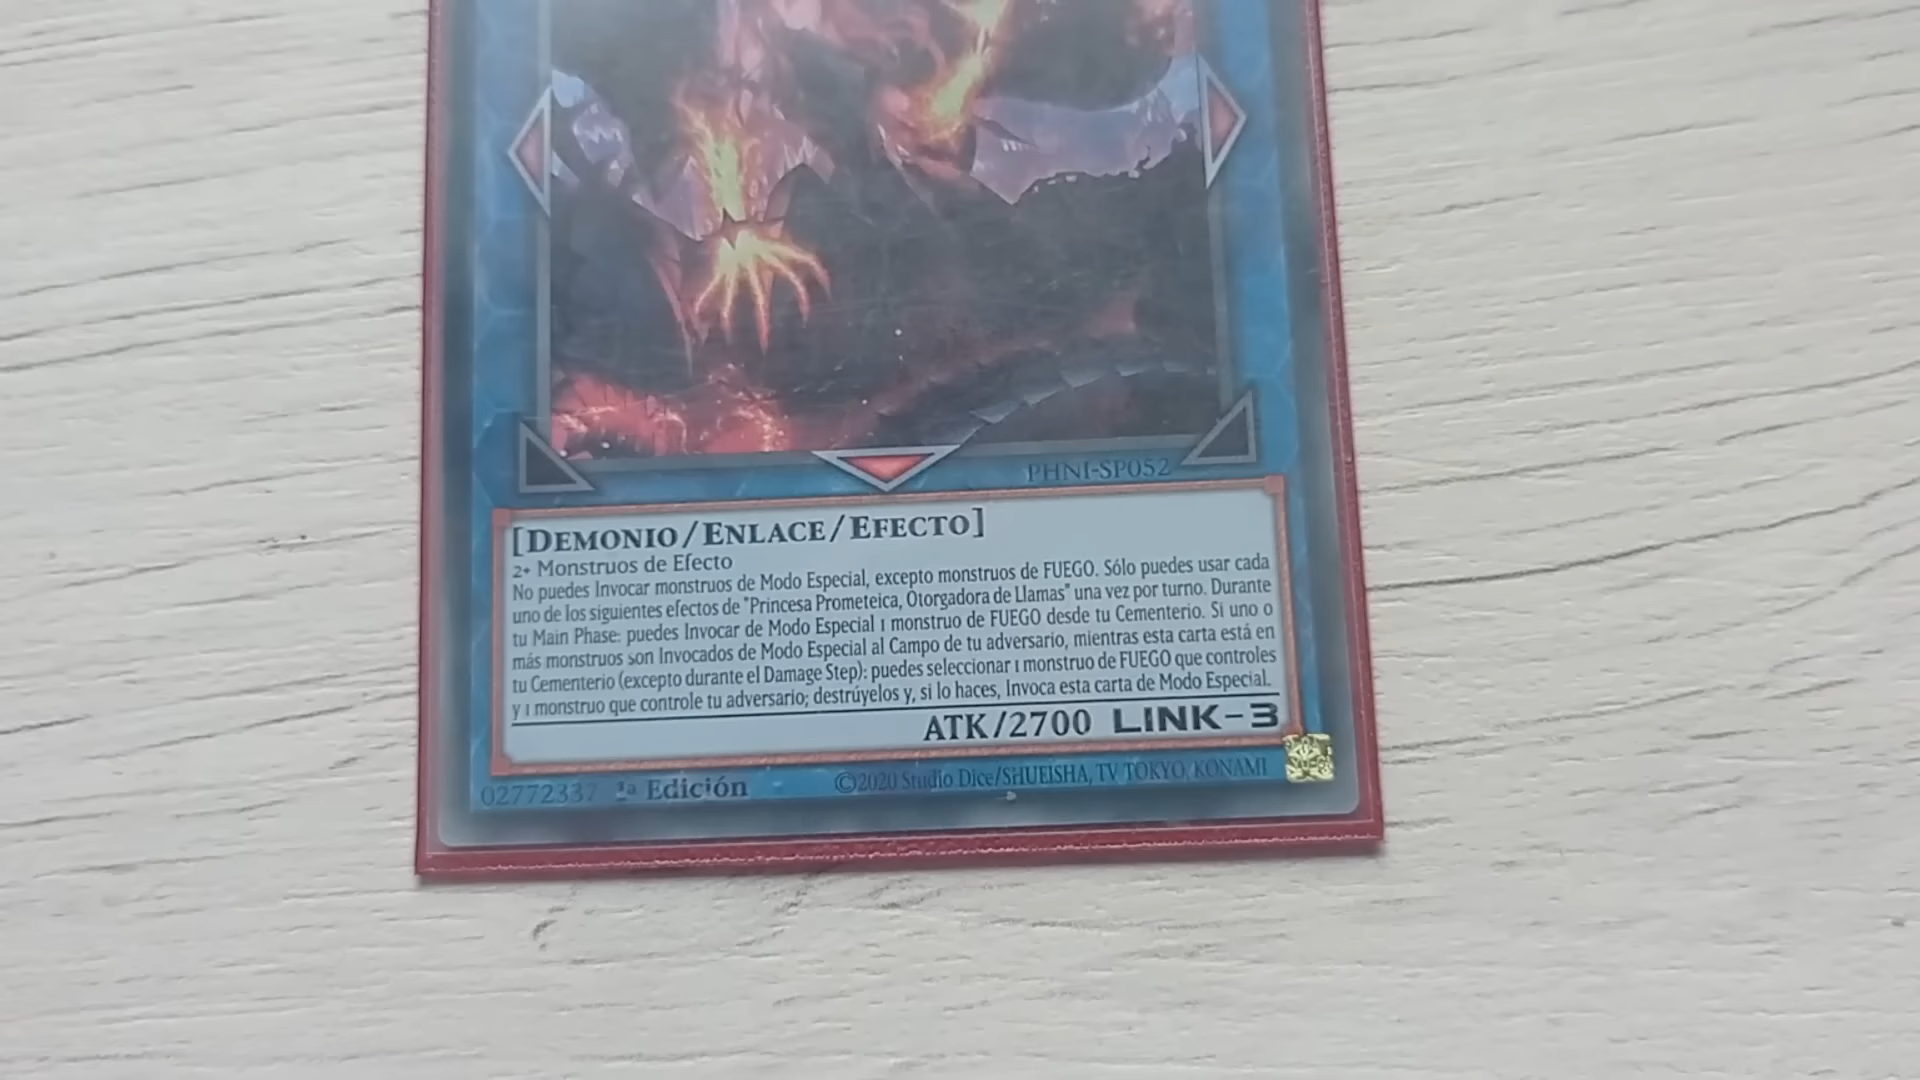 PHNI-SP052
[DEMONIO/ENLACE/EFECTO]
2+ Monstruos de Efecto
No puedes Invocar monstruos de Modo Especial, excepto monstruos de FUEGO. Sólo puedes usar cada
uno de los siguientes efectos de "Princesa Prometeica, Otorgadora de Llamas" una vez por turno. Durante
tu Main Phase: puedes Invocar de Modo Especial 1 monstruo de FUEGO desde tu Cementerio. Si uno o
más monstruos son Invocados de Modo Especial al Campo de tu adversario, mientras esta carta está en
tu Cementerio (excepto durante el Damage Step): puedes seleccionar 1 monstruo de FUEGO que controles
y 1 monstruo que controle tu adversario; destrúyelos y, si lo haces, Invoca esta carta de Modo Especial.
ATK/2700 LINK-3
02772337 1ª Edición ©2020 Studio Dice/SHUEISHA, TV TOKYO, KONAMI